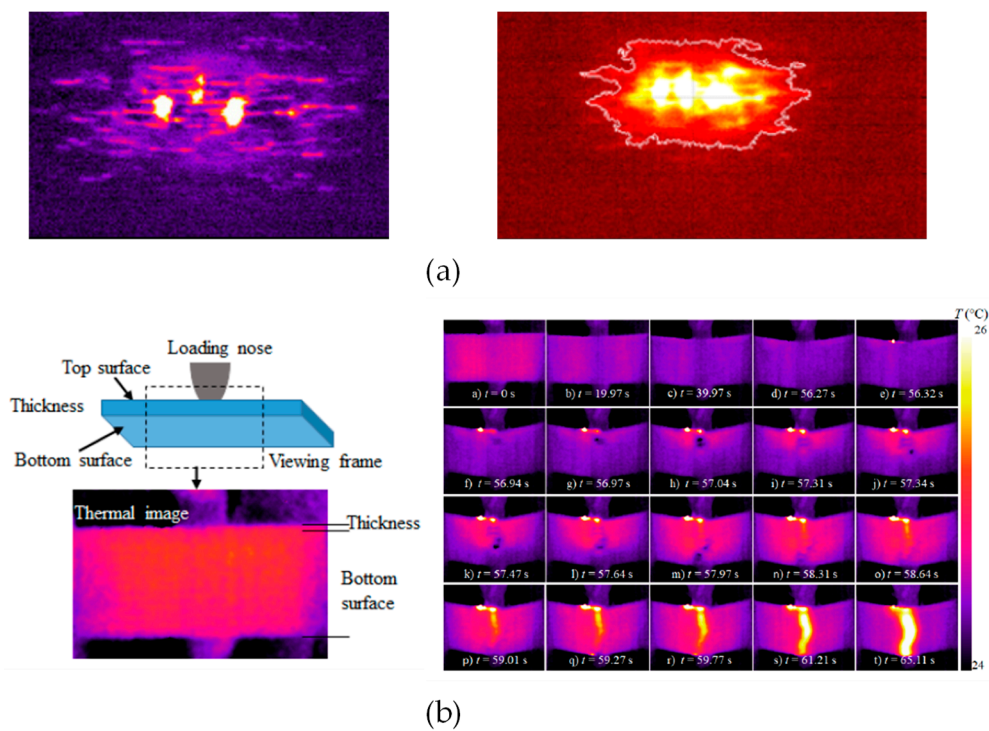 (a)
Loading nose
Top surface
Thickness
Bottom surface
Viewing frame
Thermal image
Thickness
Bottom
surface
T (°C)
26
a) t = 0 s
b) t = 19.97 s
c) t = 39.97 s
d) t = 56.27 s
e) t = 56.32 s
f) t = 56.94 s
g) t = 56.97 s
h) t = 57.04 s
i) t = 57.31 s
j) t = 57.34 s
k) t = 57.47 s
l) t = 57.64 s
m) t = 57.97 s
n) t = 58.31 s
o) t = 58.64 s
p) t = 59.01 s
q) t = 59.27 s
r) t = 59.77 s
s) t = 61.21 s
t) t = 65.11 s
24
(b)